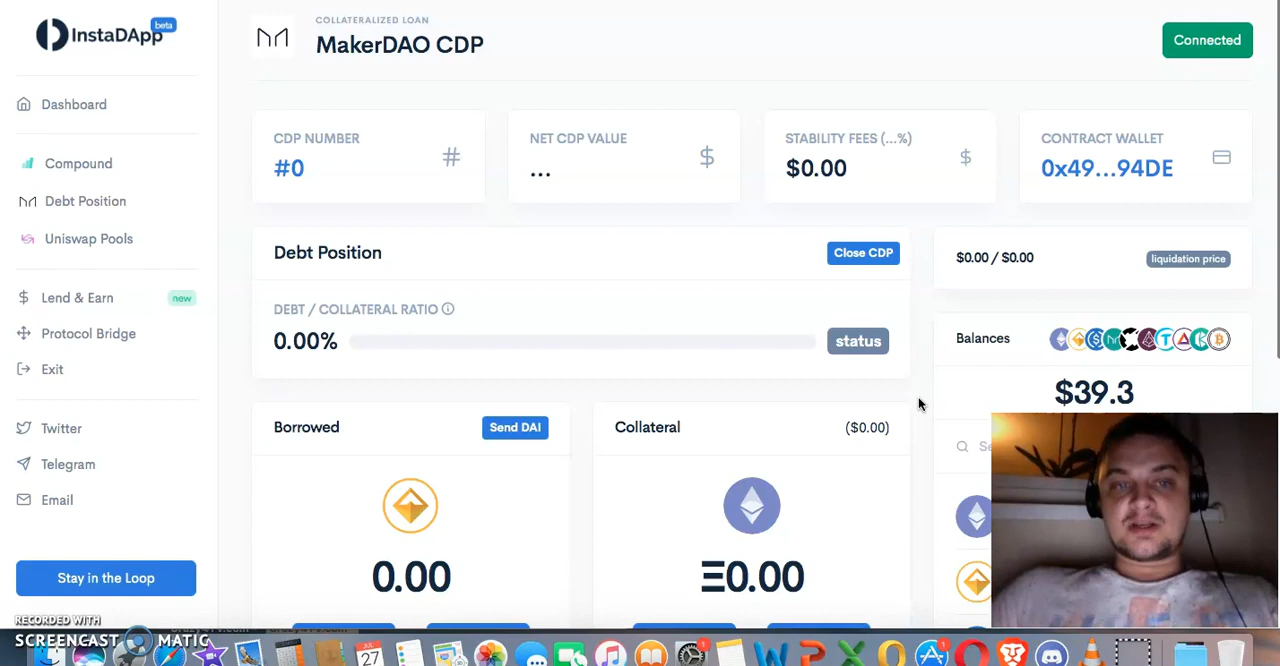 InstaDApp beta
COLLATERALIZED LOAN
MakerDAO CDP
Connected
Dashboard
Compound
Debt Position
Uniswap Pools
Lend & Earn new
Protocol Bridge
Exit
Twitter
Telegram
Email
Stay in the Loop
CDP NUMBER
#0
#
NET CDP VALUE
...
$
STABILITY FEES (...%)
$0.00
$
CONTRACT WALLET
0x49...94DE
Debt Position
Close CDP
DEBT / COLLATERAL RATIO
0.00%
status
$0.00 / $0.00
liquidation price
Balances
$39.3
Borrowed
Send DAI
0.00
Collateral
($0.00)
Ξ0.00
RECORDED WITH
SCREENCAST MATIC
27